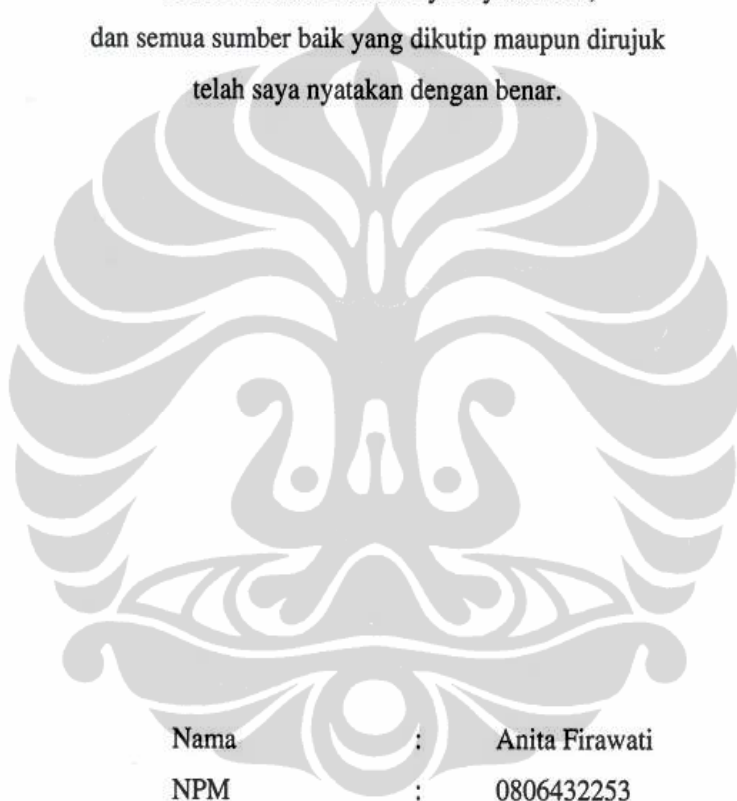 dan semua sumber baik yang dikutip maupun dirujuk
telah saya nyatakan dengan benar.
Nama : Anita Firawati
NPM : 0806432253